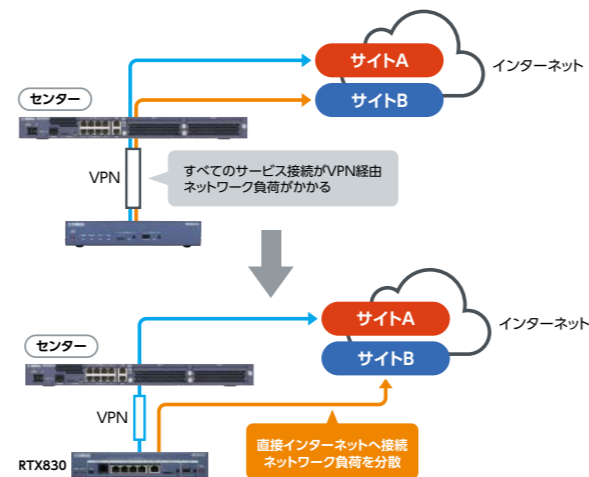 サイトA
インターネット
サイトB
センター
VPN
すべてのサービス接続がVPN経由
ネットワーク負荷がかかる
サイトA
インターネット
サイトB
センター
VPN
直接インターネットへ接続
ネットワーク負荷を分散
RTX830